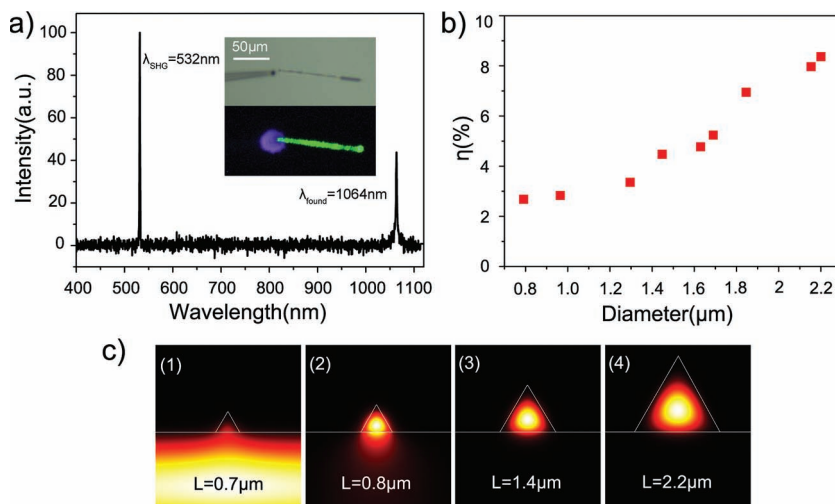 a)
Intensity(a.u.)
100
80
60
40
20
0
λSHG=532nm
50μm
λfound=1064nm
400 500 600 700 800 900 1000 1100
Wavelength(nm)
b)
η(%)
10
8
6
4
2
0
0.8 1.0 1.2 1.4 1.6 1.8 2 2.2
Diameter(μm)
c)
(1) (2) (3) (4)
L=0.7μm L=0.8μm L=1.4μm L=2.2μm